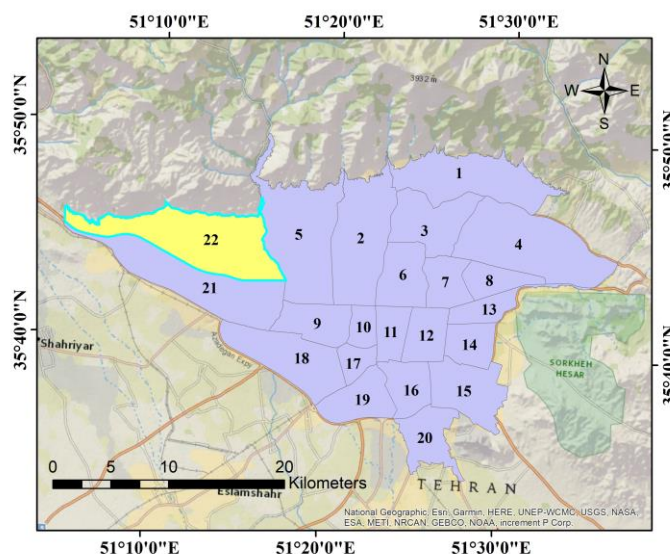 51°10'0"E 51°20'0"E 51°30'0"E
3932 m
N
W E
S
35°50'0"N
35°50'0"N
1
3
5 2 4
22
6 7 8
21
13
9 10 11 12
14
35°40'0"N
35°40'0"N
Shahriyar
Azadegan Expy
18 17
SORKHEH
HESAR
16 15
19
20
0 5 10 20
Kilometers
Eslamshahr
TEHRAN
National Geographic, Esri, Garmin, HERE, UNEP-WCMC, USGS, NASA,
ESA, METI, NRCAN, GEBCO, NOAA, increment P Corp.
51°10'0"E 51°20'0"E 51°30'0"E